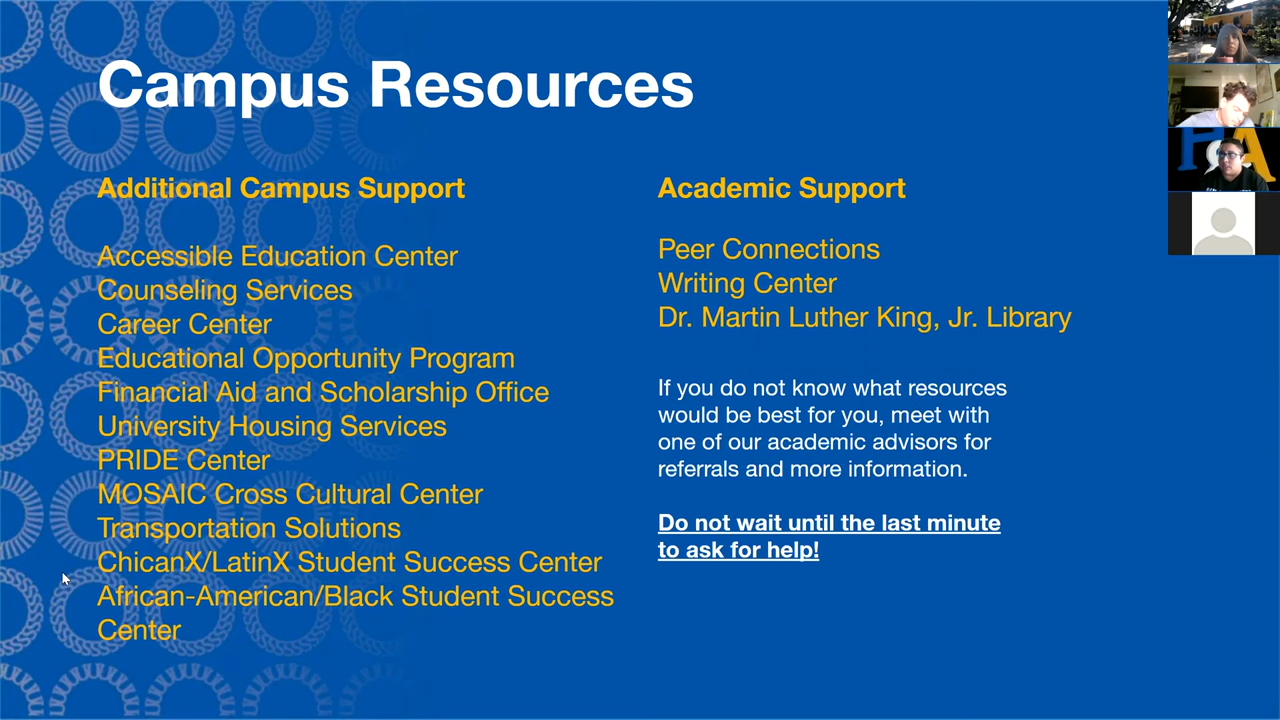 Campus Resources
Additional Campus Support
Accessible Education Center
Counseling Services
Career Center
Educational Opportunity Program
Financial Aid and Scholarship Office
University Housing Services
PRIDE Center
MOSAIC Cross Cultural Center
Transportation Solutions
ChicanX/LatinX Student Success Center
African-American/Black Student Success
Center
Academic Support
Peer Connections
Writing Center
Dr. Martin Luther King, Jr. Library
If you do not know what resources
would be best for you, meet with
one of our academic advisors for
referrals and more information.
Do not wait until the last minute
to ask for help!